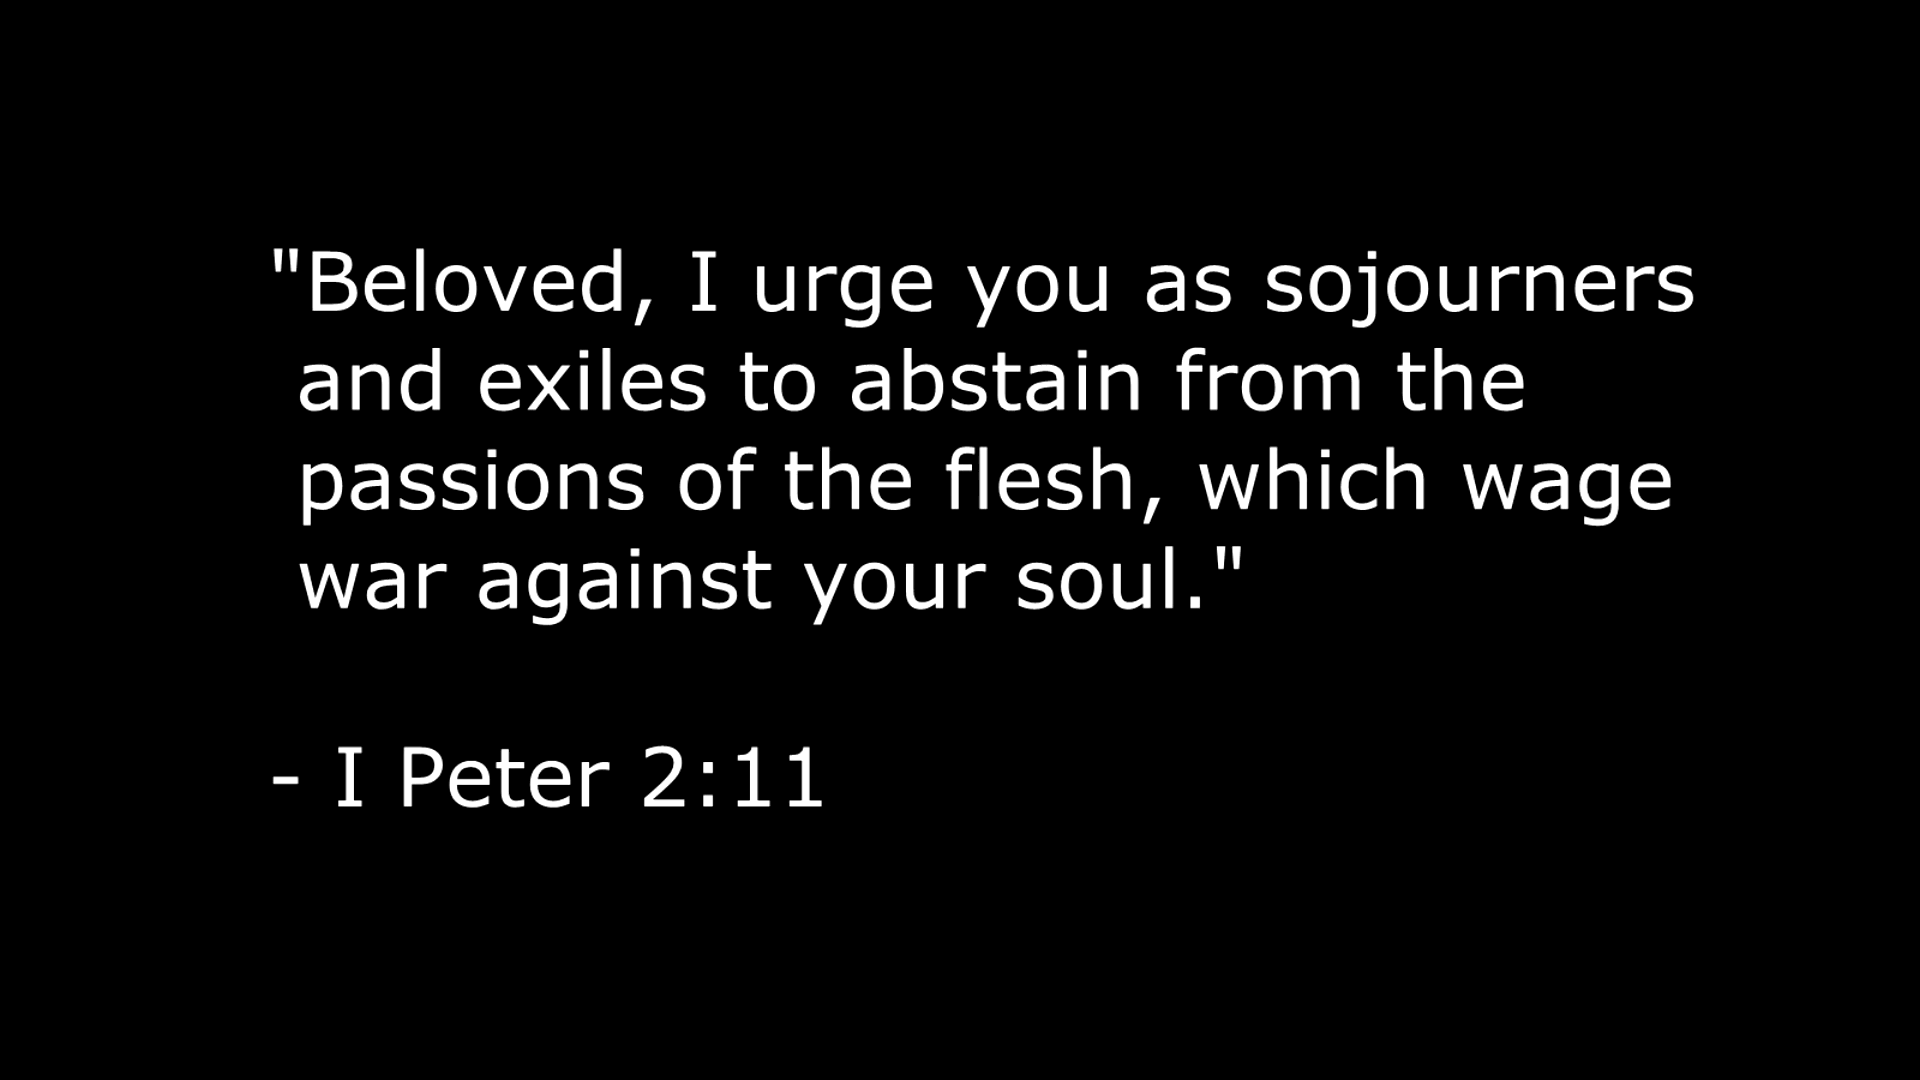 "Beloved, I urge you as sojourners
and exiles to abstain from the
passions of the flesh, which wage
war against your soul."
- I Peter 2:11